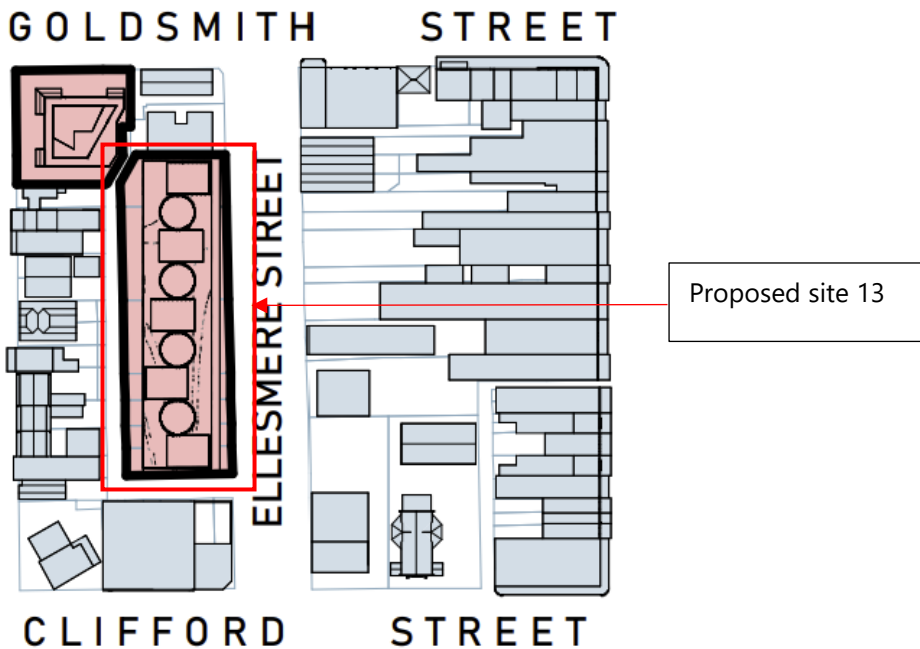 GOLDSMITH STREET
ELLESMERE STREET
Proposed site 13
CLIFFORD STREET